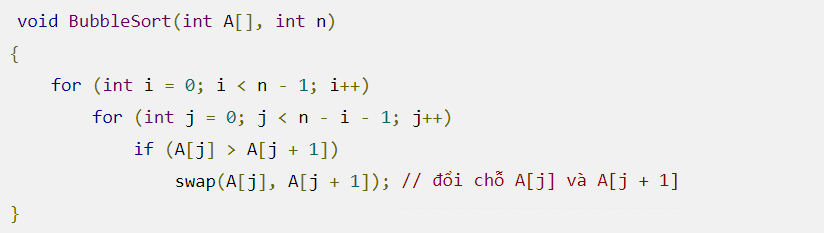 void BubbleSort(int A[], int n)
{
    for (int i = 0; i < n - 1; i++)
        for (int j = 0; j < n - i - 1; j++)
            if (A[j] > A[j + 1])
                swap(A[j], A[j + 1]); // đổi chỗ A[j] và A[j + 1]
}